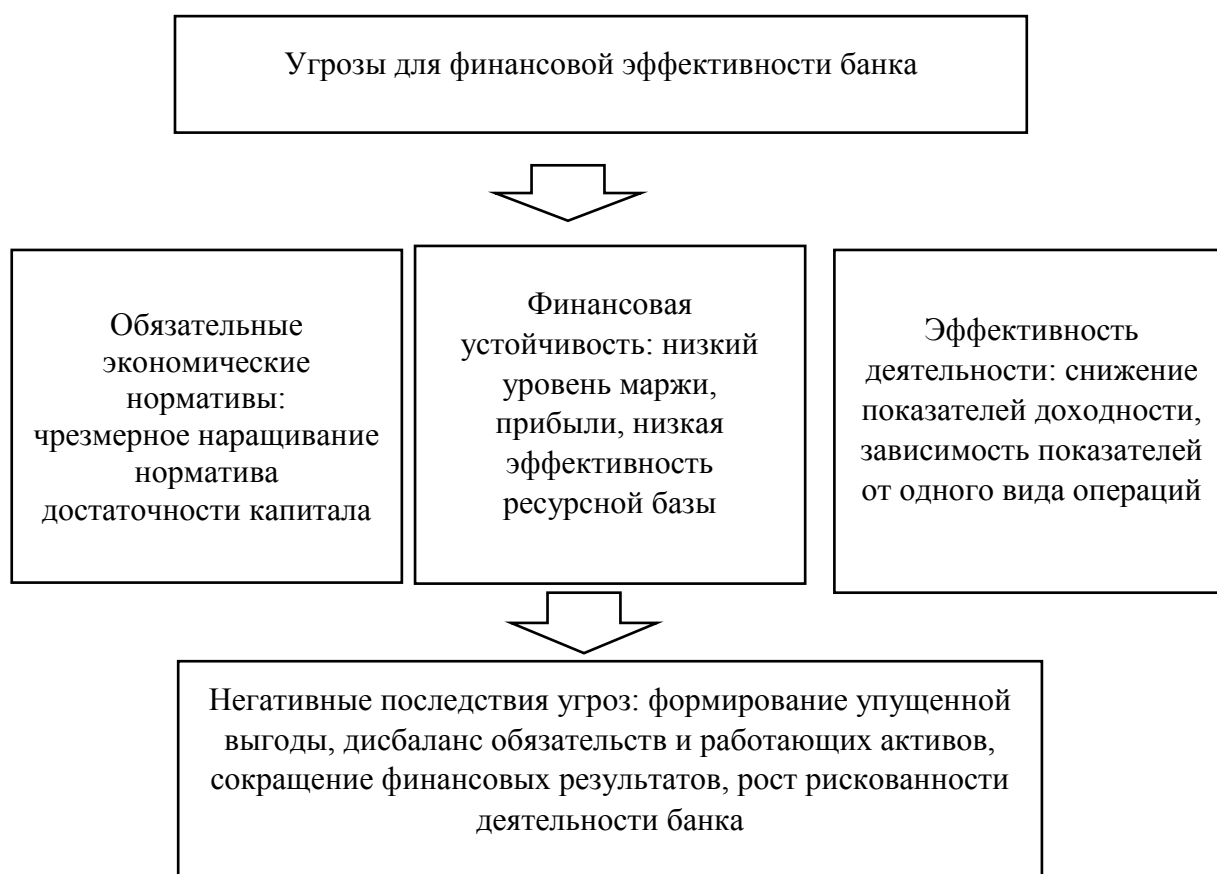 Угрозы для финансовой эффективности банка
Обязательные
экономические
нормативы:
чрезмерное наращивание
норматива
достаточности капитала
Финансовая
устойчивость: низкий
уровень маржи,
прибыли, низкая
эффективность
ресурсной базы
Эффективность
деятельности: снижение
показателей доходности,
зависимость показателей
от одного вида операций
Негативные последствия угроз: формирование упущенной
выгоды, дисбаланс обязательств и работающих активов,
сокращение финансовых результатов, рост рискованности
деятельности банка